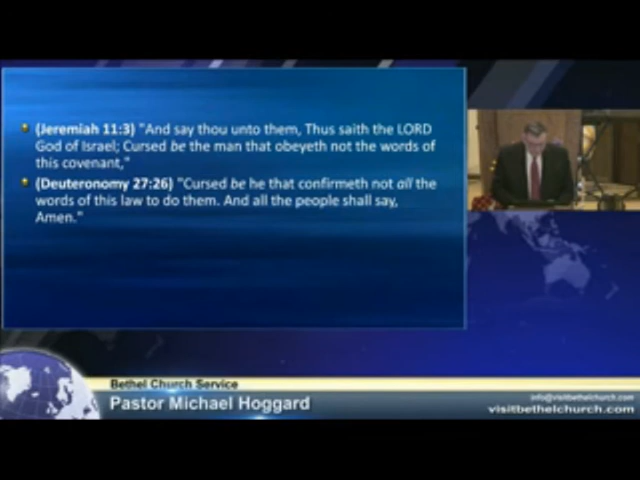 (Jeremiah 11:3) "And say thou unto them, Thus saith the LORD
God of Israel; Cursed be the man that obeyeth not the words of
this covenant,"
(Deuteronomy 27:26) "Cursed be he that confirmeth not all the
words of this law to do them. And all the people shall say,
Amen."
Bethel Church Service
Pastor Michael Hoggard
info@visitbethelchurch.com
visitbethelchurch.com